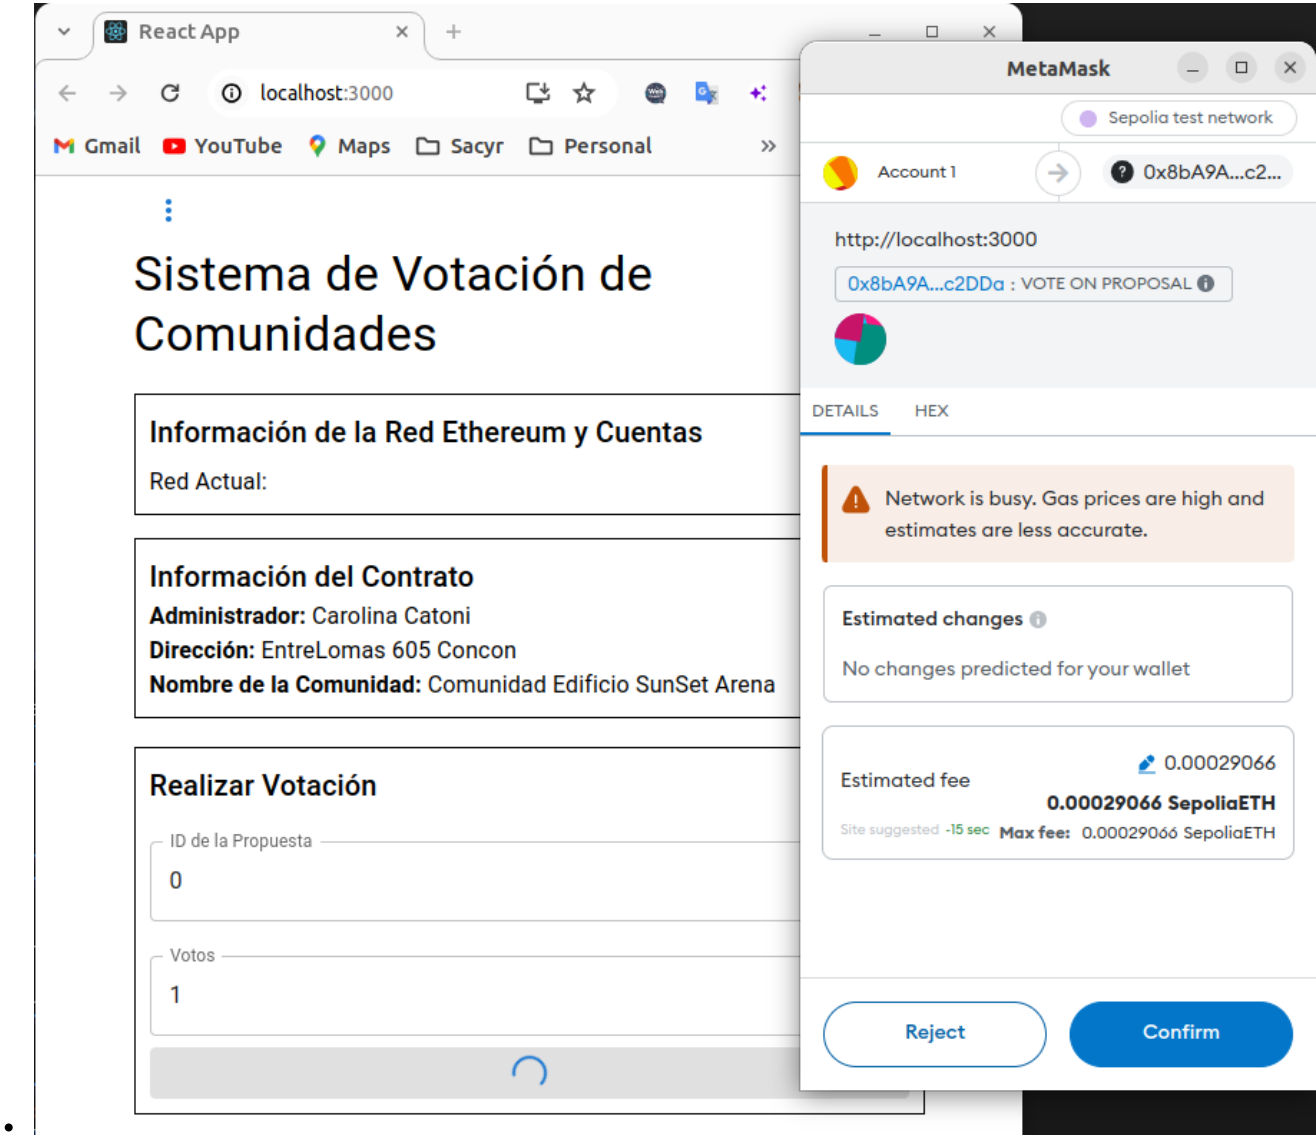 React App
localhost:3000
Gmail YouTube Maps Sacyr Personal »
Sistema de Votación de
Comunidades
Información de la Red Ethereum y Cuentas
Red Actual:
Información del Contrato
Administrador: Carolina Catoni
Dirección: EntreLomas 605 Concon
Nombre de la Comunidad: Comunidad Edificio SunSet Arena
Realizar Votación
ID de la Propuesta
0
Votos
1
MetaMask
Sepolia test network
Account 1
0x8bA9A...c2...
http://localhost:3000
0x8bA9A...c2DDa : VOTE ON PROPOSAL
DETAILS HEX
Network is busy. Gas prices are high and
estimates are less accurate.
Estimated changes
No changes predicted for your wallet
0.00029066
Estimated fee
0.00029066 SepoliaETH
Site suggested ~15 sec Max fee: 0.00029066 SepoliaETH
Reject Confirm